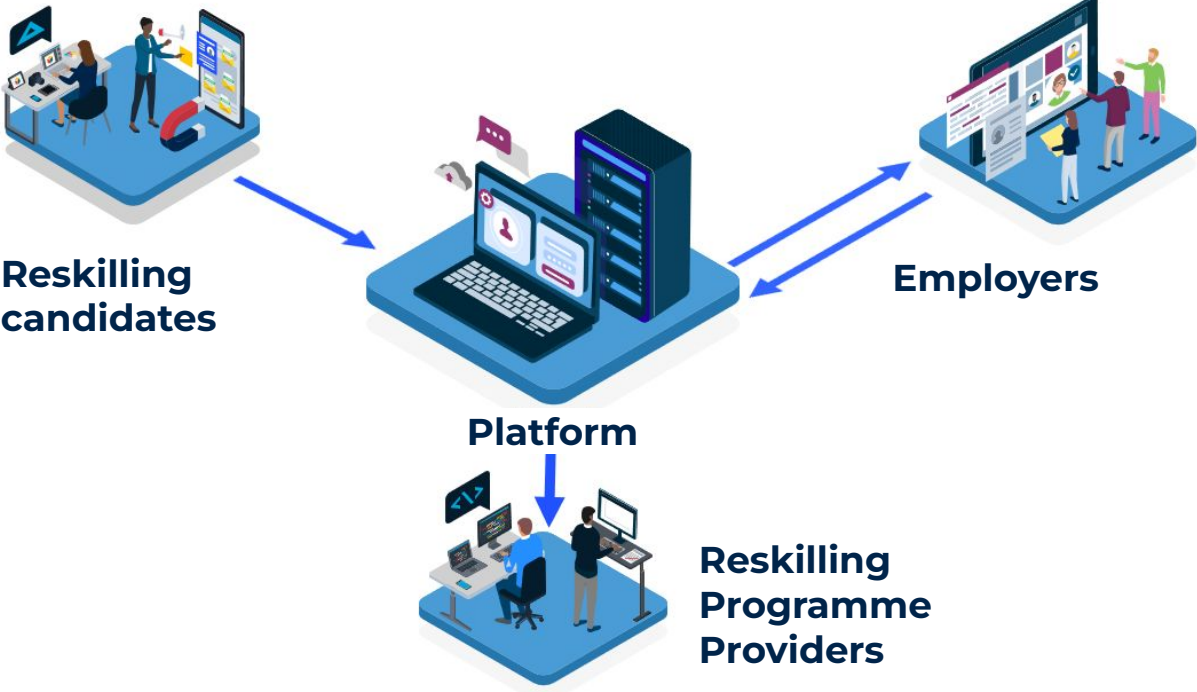 Reskilling
candidates
Employers
Platform
Reskilling
Programme
Providers